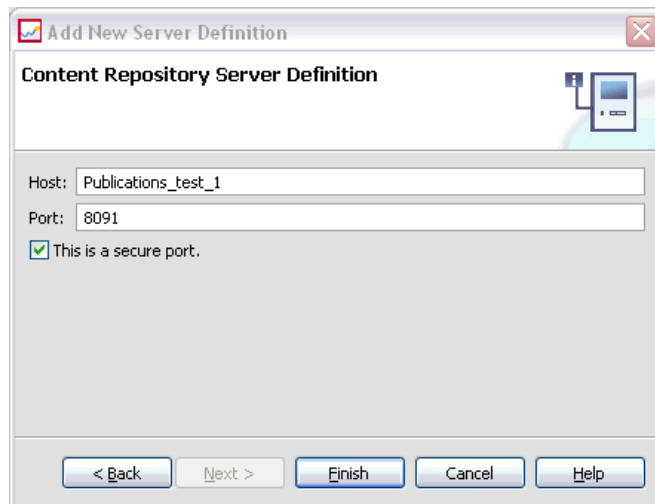 Add New Server Definition
Content Repository Server Definition
Host: Publications_test_1
Port: 8091
This is a secure port.
< Back Next > Finish Cancel Help